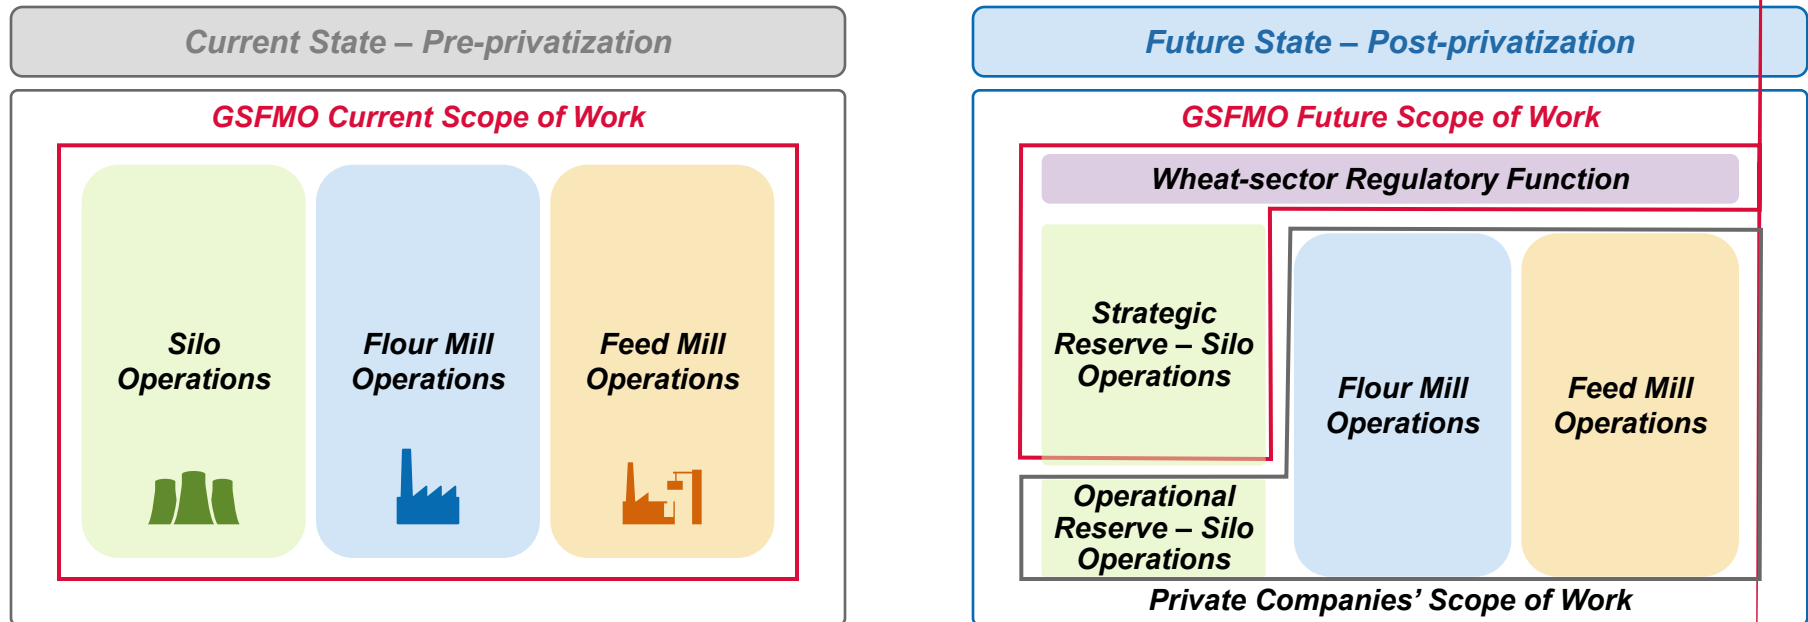 Current State – Pre-privatization
GSFMO Current Scope of Work
Silo
Operations
Flour Mill
Operations
Feed Mill
Operations
Future State – Post-privatization
GSFMO Future Scope of Work
Wheat-sector Regulatory Function
Strategic
Reserve – Silo
Operations
Flour Mill
Operations
Feed Mill
Operations
Operational
Reserve – Silo
Operations
Private Companies’ Scope of Work